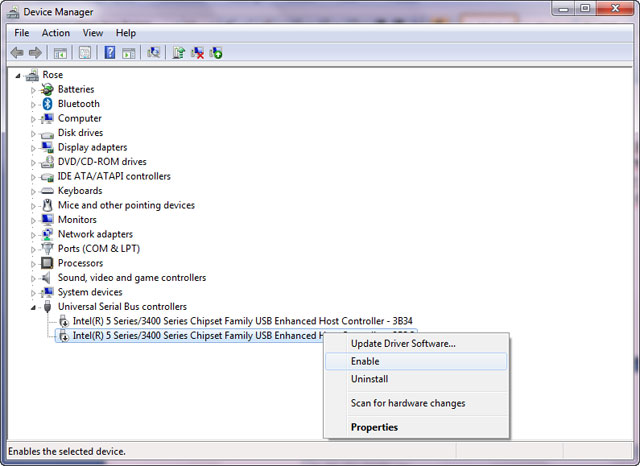 Device Manager
File Action View Help
Rose
Batteries
Bluetooth
Computer
Disk drives
Display adapters
DVD/CD-ROM drives
IDE ATA/ATAPI controllers
Keyboards
Mice and other pointing devices
Monitors
Network adapters
Ports (COM & LPT)
Processors
Sound, video and game controllers
System devices
Universal Serial Bus controllers
Intel(R) 5 Series/3400 Series Chipset Family USB Enhanced Host Controller - 3B34
Intel(R) 5 Series/3400 Series Chipset Family USB Enhanced
Update Driver Software...
Enable
Uninstall
Scan for hardware changes
Properties
Enables the selected device.